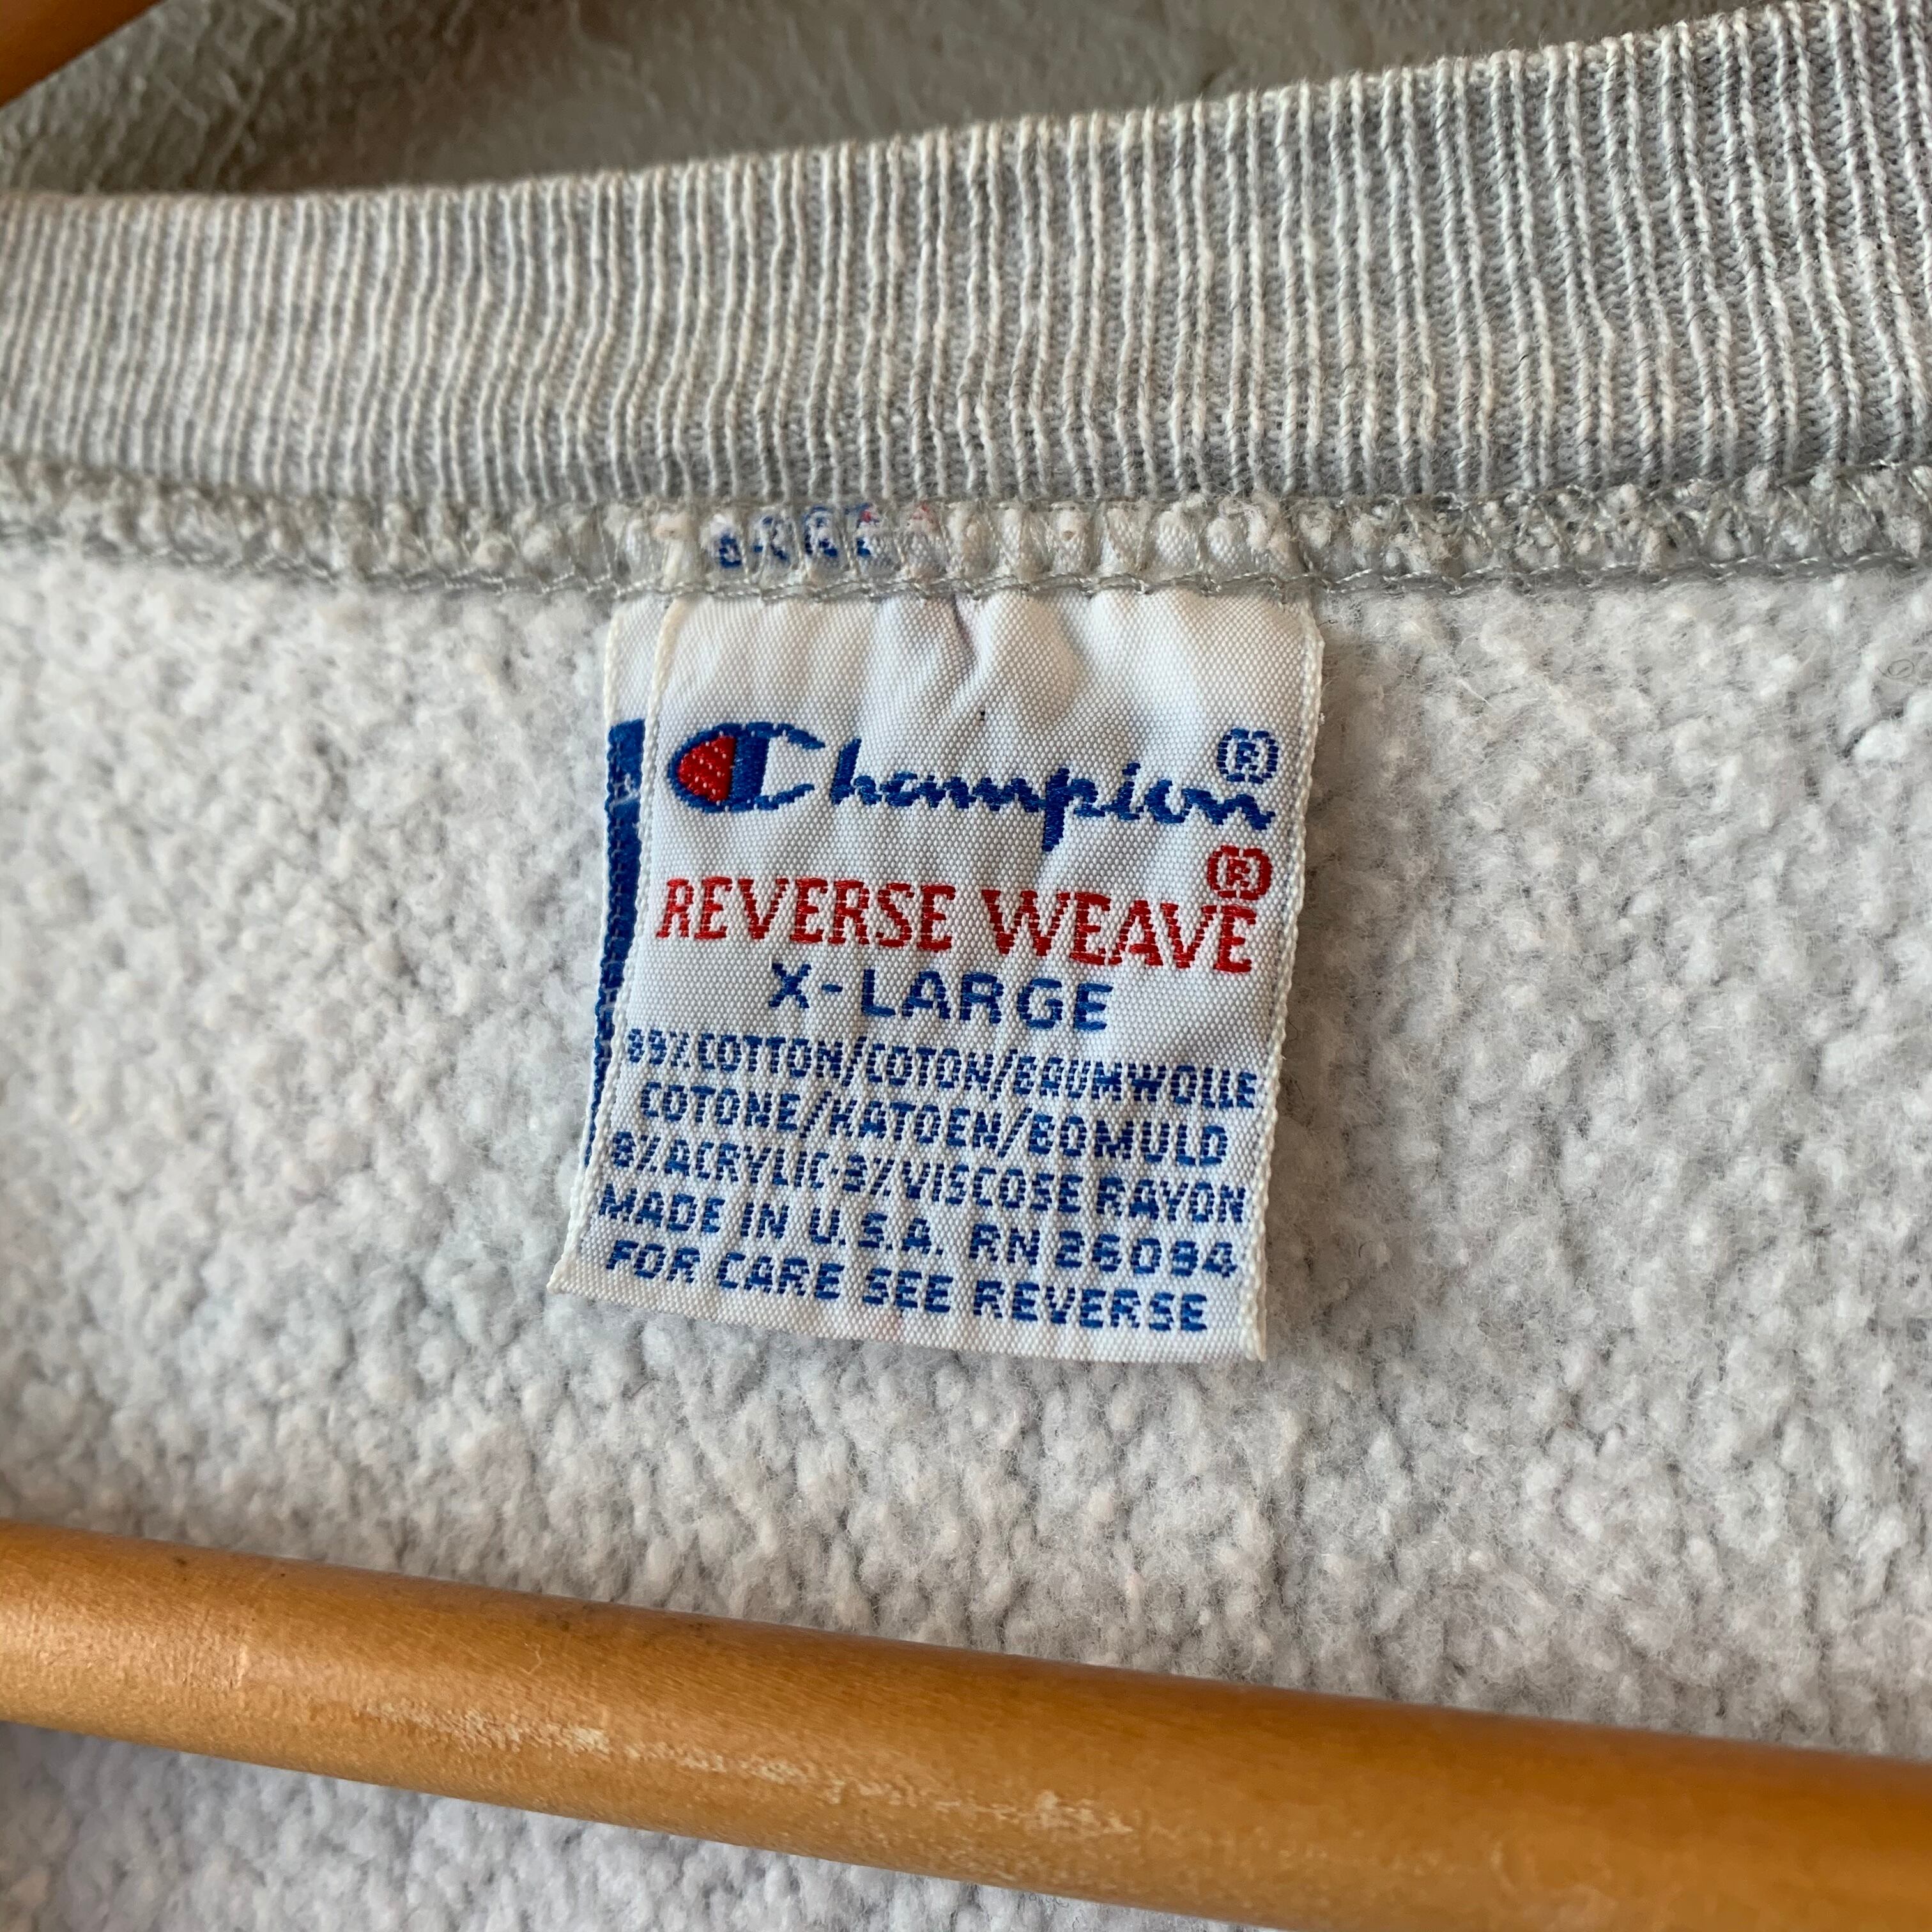 Champion®
REVERSE WEAVE®
X-LARGE
89% COTTON/COTON/BAUMWOLLE
COTONE/KATOEN/BOMULD
8% ACRYLIC-3% VISCOSE RAYON
MADE IN U.S.A. RN 26094
FOR CARE SEE REVERSE